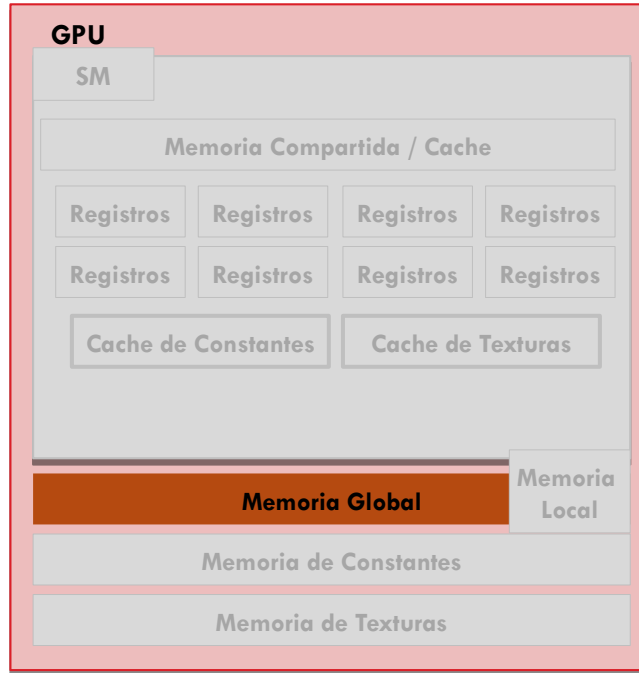 GPU
SM
Memoria Compartida / Cache
Registros Registros Registros Registros
Registros Registros Registros Registros
Cache de Constantes Cache de Texturas
Memoria Global
Memoria
Local
Memoria de Constantes
Memoria de Texturas